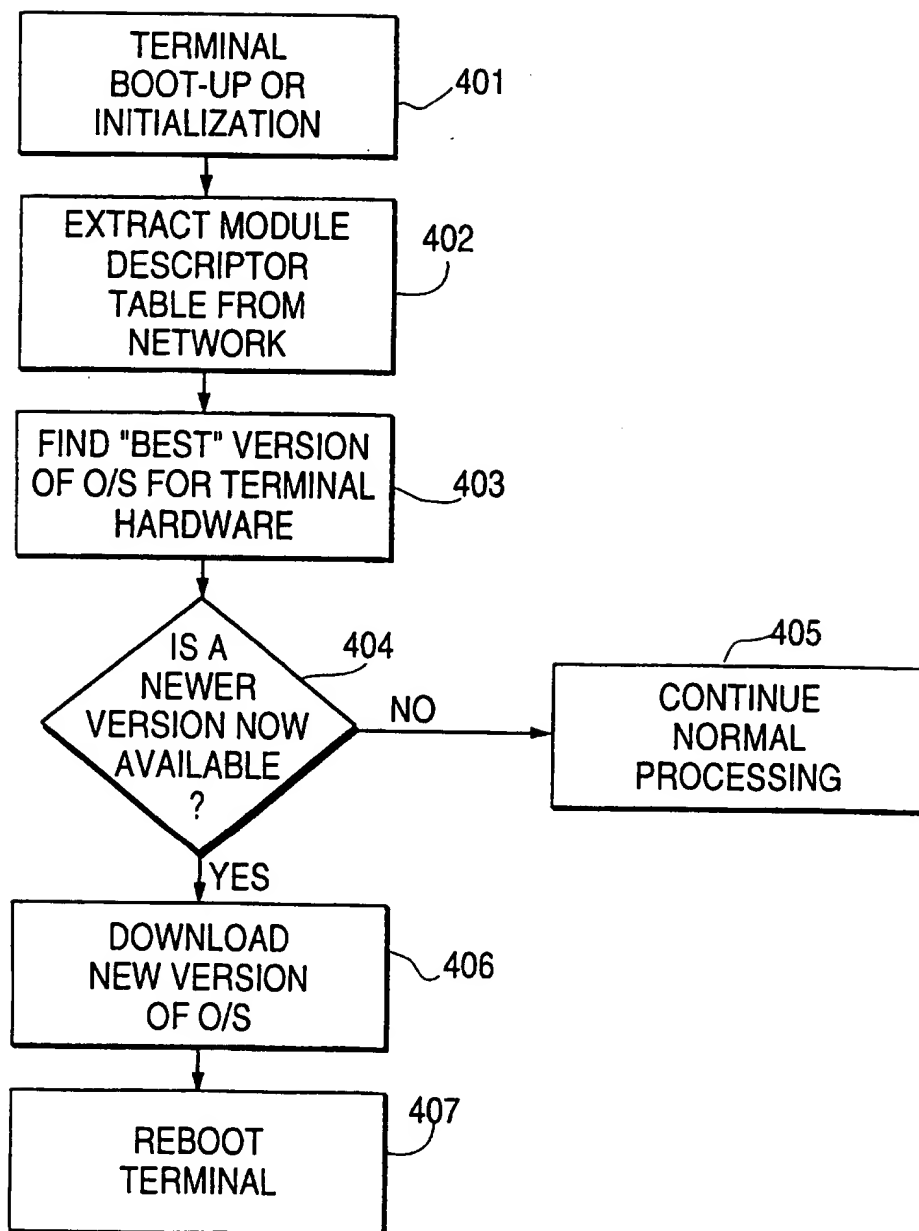 TERMINAL
BOOT-UP OR
INITIALIZATION
401
EXTRACT MODULE
DESCRIPTOR
TABLE FROM
NETWORK
402
FIND "BEST" VERSION
OF O/S FOR TERMINAL
HARDWARE
403
IS A
NEWER
VERSION NOW
AVAILABLE
?
404
NO
405
CONTINUE
NORMAL
PROCESSING
YES
DOWNLOAD
NEW VERSION
OF O/S
406
REBOOT
TERMINAL
407